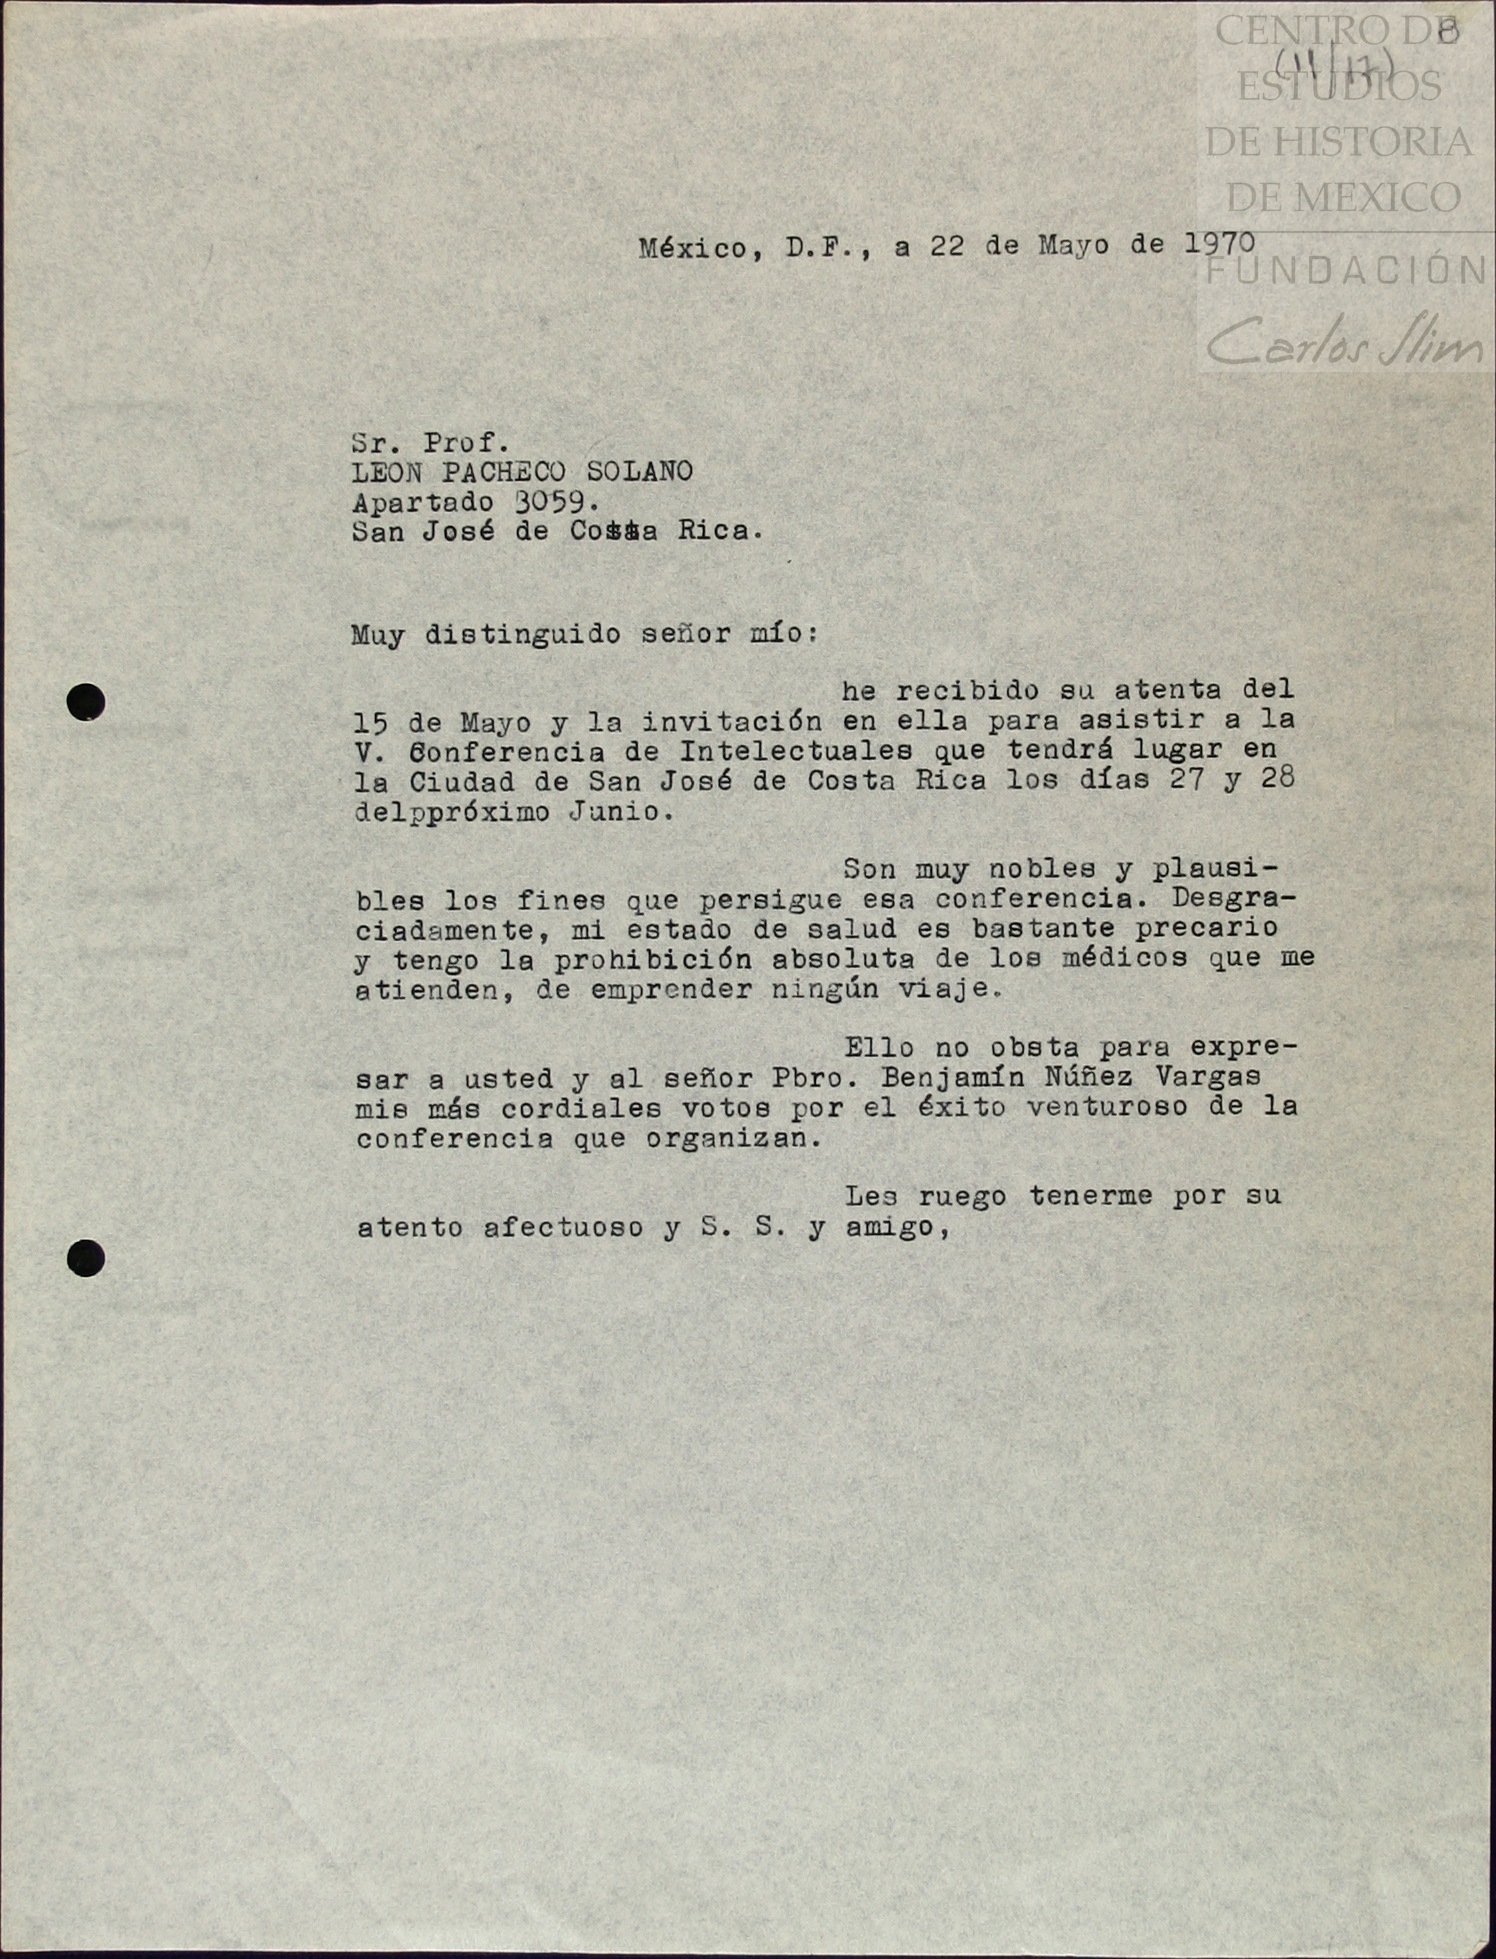 CENTRO DE
8
(11/17)
ESTUDIOS
DE HISTORIA
DE MEXICO
FUNDACIÓN
Carlos Slim
México, D.F., a 22 de Mayo de 1970
Sr. Prof.
LEON PACHECO SOLANO
Apartado 3059.
San José de Costa Rica.
Muy distinguido señor mío:
he recibido su atenta del
15 de Mayo y la invitación en ella para asistir a la
V. Conferencia de Intelectuales que tendrá lugar en
la Ciudad de San José de Costa Rica los días 27 y 28
delppróximo Junio.
Son muy nobles y plausi-
bles los fines que persigue esa conferencia. Desgra-
ciadamente, mi estado de salud es bastante precario
y tengo la prohibición absoluta de los médicos que me
atienden, de emprender ningún viaje.
Ello no obsta para expre-
sar a usted y al señor Pbro. Benjamín Núñez Vargas
mis más cordiales votos por el éxito venturoso de la
conferencia que organizan.
Les ruego tenerme por su
atento afectuoso y S. S. y amigo,